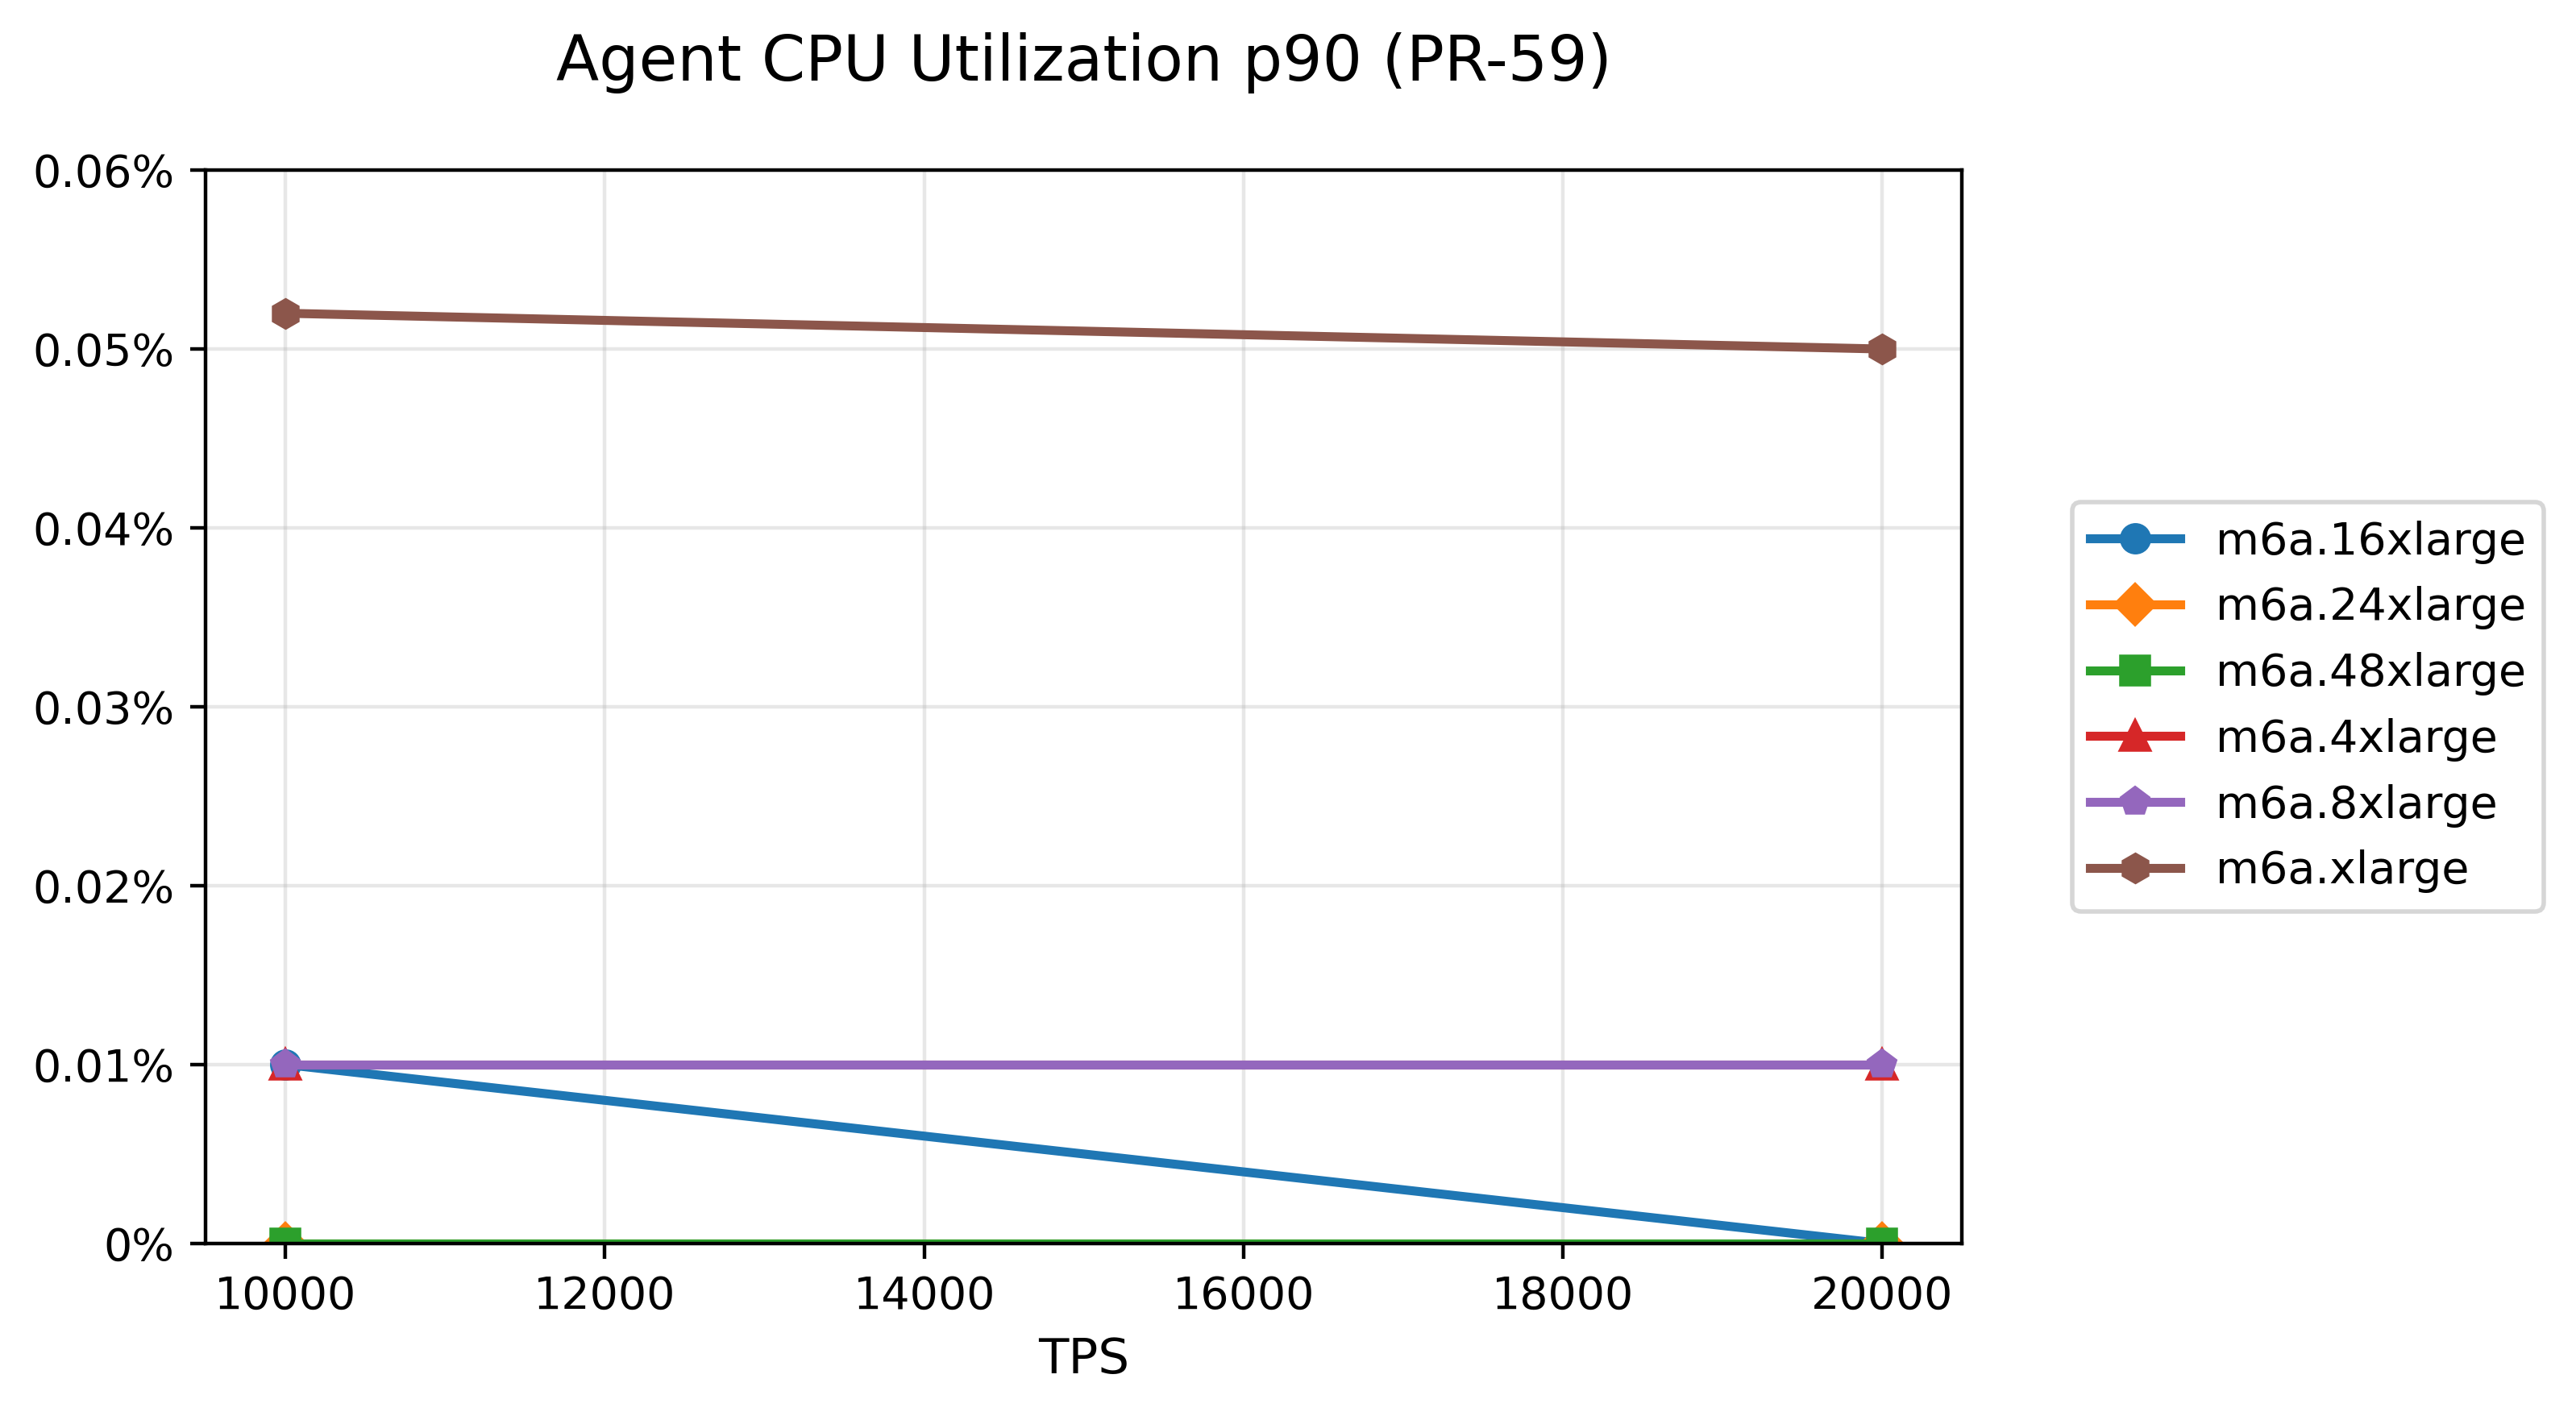 Agent CPU Utilization p90 (PR-59)
0.06%
0.05%
0.04%
0.03%
0.02%
0.01%
0%
10000 12000 14000 16000 18000 20000
TPS
m6a.16xlarge
m6a.24xlarge
m6a.48xlarge
m6a.4xlarge
m6a.8xlarge
m6a.xlarge